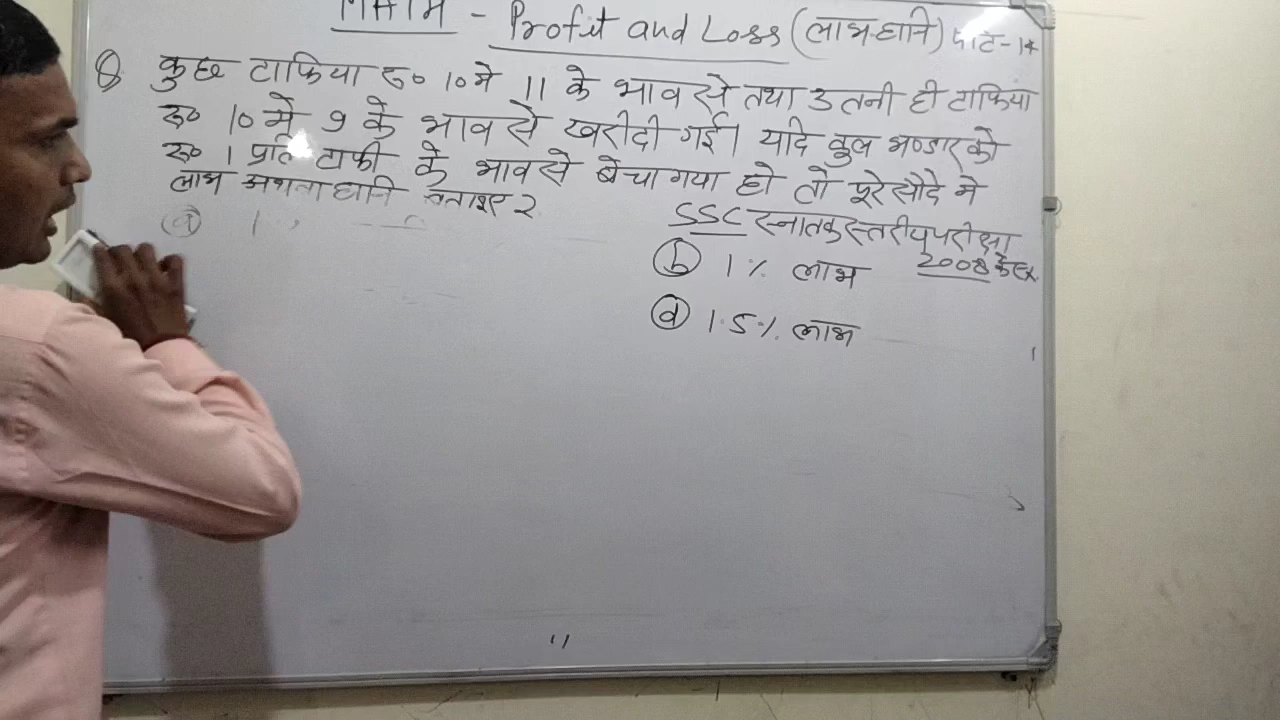 MATH - Profit and Loss (लाभ-हानि) पार्ट-14
Q कुछ टाफिया रु० 10 मे 11 के भाव से तथा उतनी ही टाफिया
रु० 10 में 9 के भाव से खरीदी गई। यदि कुल भण्डार को
रु० 1 प्रति टाफी के भाव से बेचा गया हो तो पूरे सौदे मे
लाभ अथवा हानि बताइए?
SSC स्नातक स्तरीय परीक्षा
2008
(a) 1
(b) 1% लाभ
(d) 1.5% लाभ